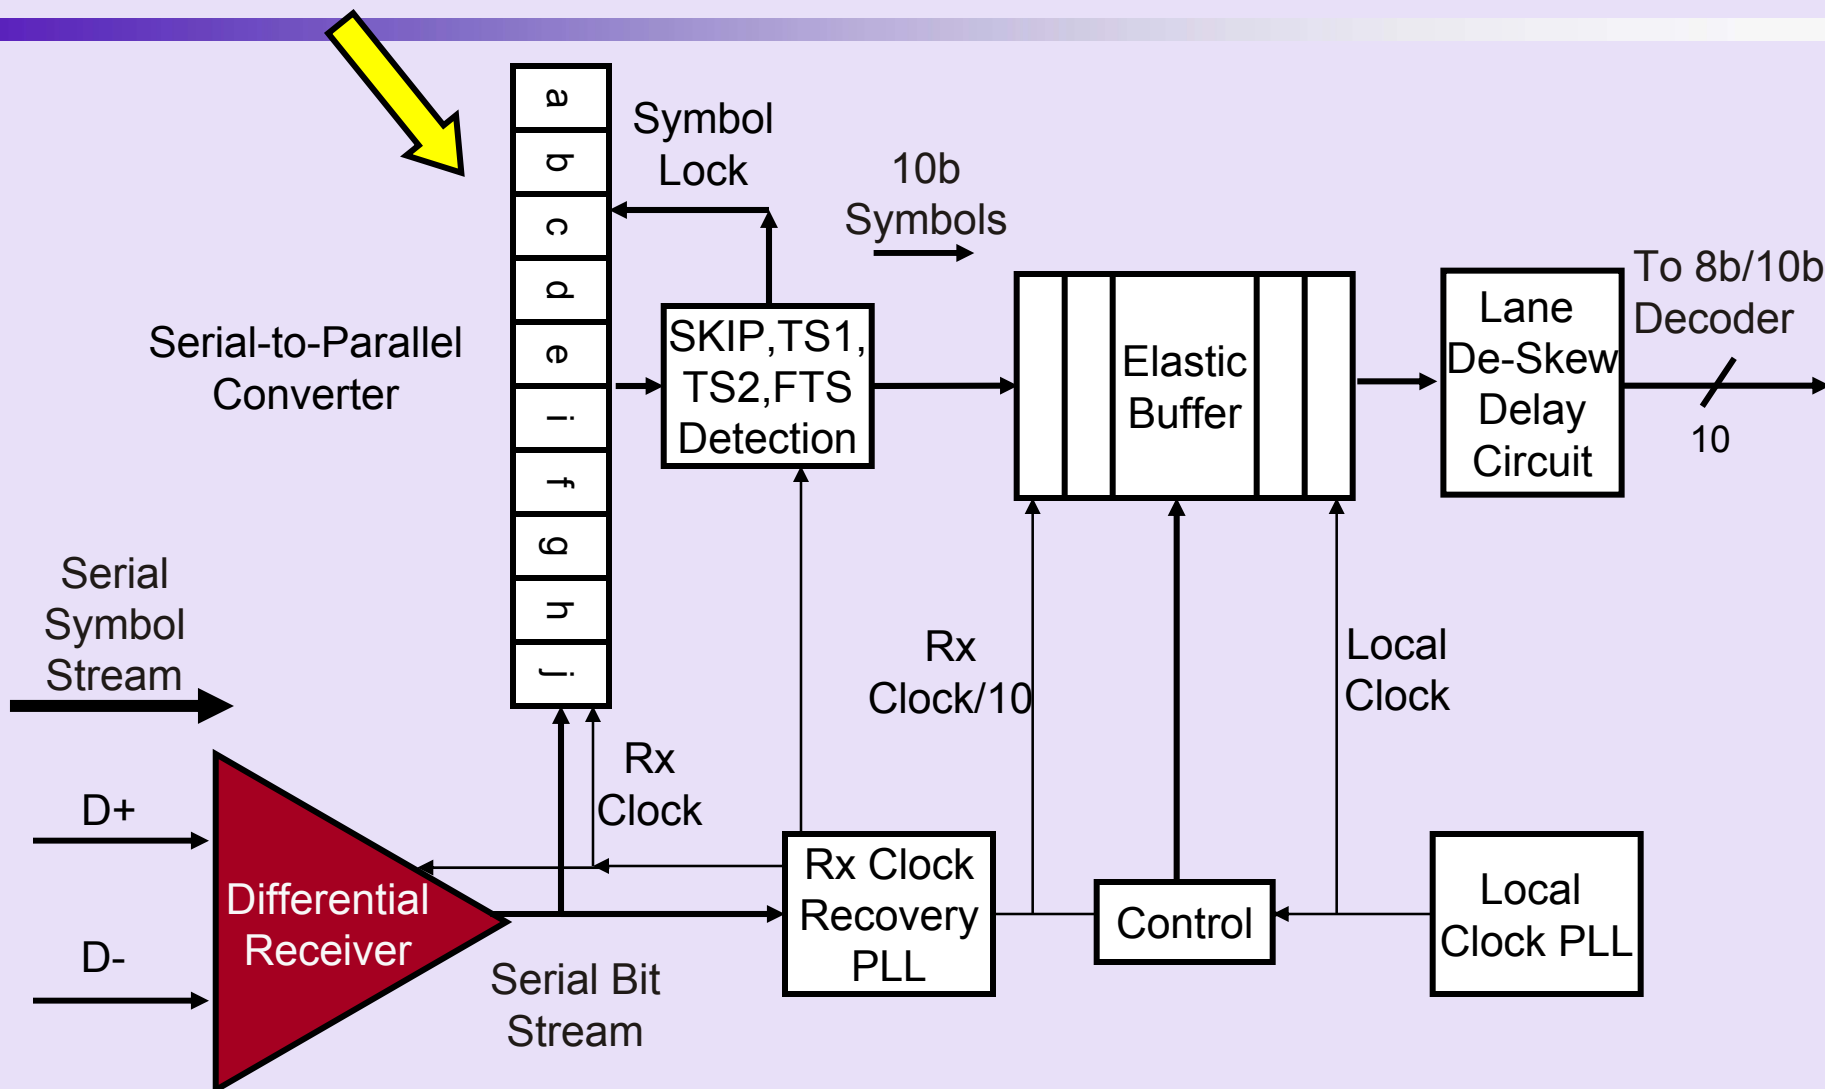 a
b
c
d
e
i
f
g
h
j
Symbol
Lock
10b
Symbols
Serial-to-Parallel
Converter
SKIP,TS1,
TS2,FTS
Detection
Elastic
Buffer
Lane
De-Skew
Delay
Circuit
To 8b/10b
Decoder
10
Serial
Symbol
Stream
Rx
Clock
Rx
Clock/10
Local
Clock
D+
D-
Differential
Receiver
Serial Bit
Stream
Rx Clock
Recovery
PLL
Control
Local
Clock PLL